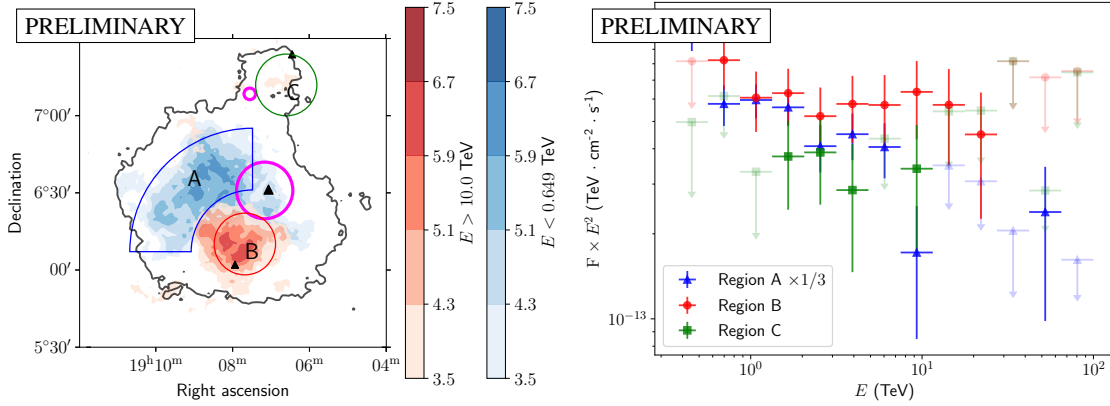 PRELIMINARY
Declination
7°00′
6°30′
00′
5°30′
19ʰ10ᵐ
08ᵐ
06ᵐ
04ᵐ
Right ascension
A
B
C
7.5
6.7
5.9
5.1
4.3
3.5
E > 10.0 TeV
7.5
6.7
5.9
5.1
4.3
3.5
E < 0.649 TeV
PRELIMINARY
F × E² (TeV · cm⁻² · s⁻¹)
10⁻¹³
Region A ×1/3
Region B
Region C
10⁰
10¹
10²
E (TeV)